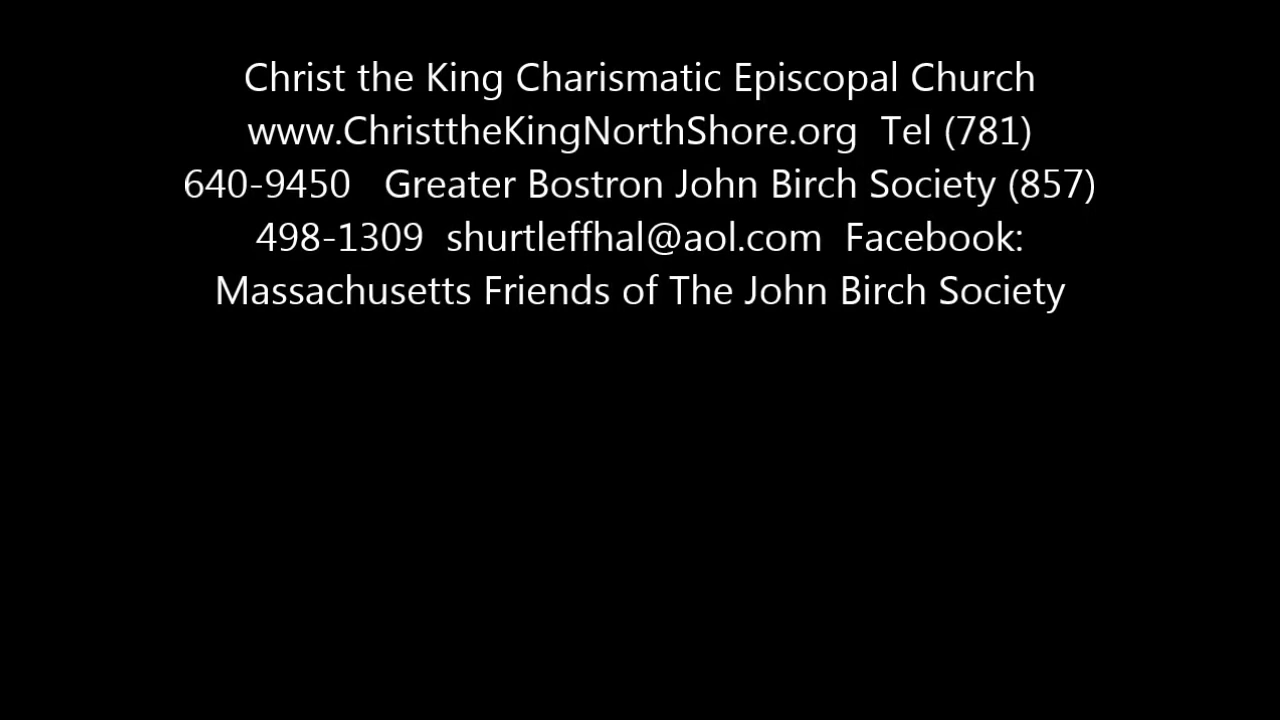 Christ the King Charismatic Episcopal Church
www.ChristtheKingNorthShore.org  Tel (781)
640-9450   Greater Bostron John Birch Society (857)
498-1309  shurtleffhal@aol.com  Facebook:
Massachusetts Friends of The John Birch Society